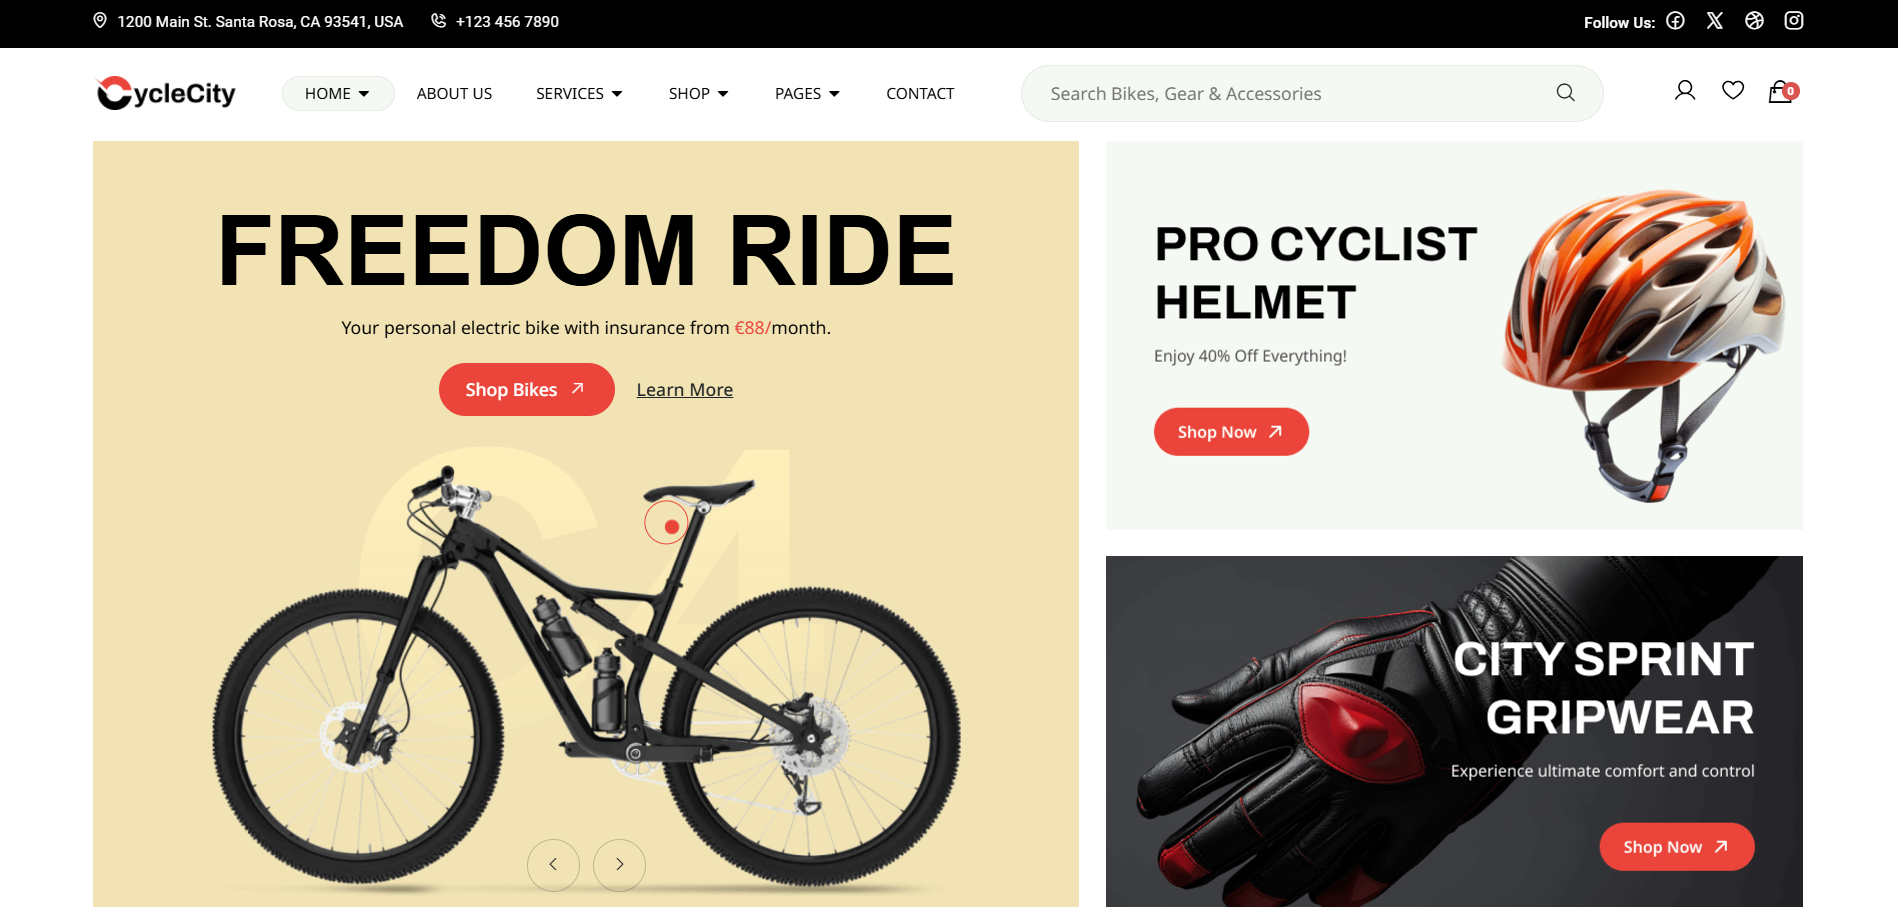 1200 Main St. Santa Rosa, CA 93541, USA
+123 456 7890
Follow Us:
CycleCity
HOME
ABOUT US
SERVICES
SHOP
PAGES
CONTACT
Search Bikes, Gear & Accessories
0
FREEDOM RIDE
Your personal electric bike with insurance from €88/month.
Shop Bikes
Learn More
C4
PRO CYCLIST
HELMET
Enjoy 40% Off Everything!
Shop Now
CITY SPRINT
GRIPWEAR
Experience ultimate comfort and control
Shop Now